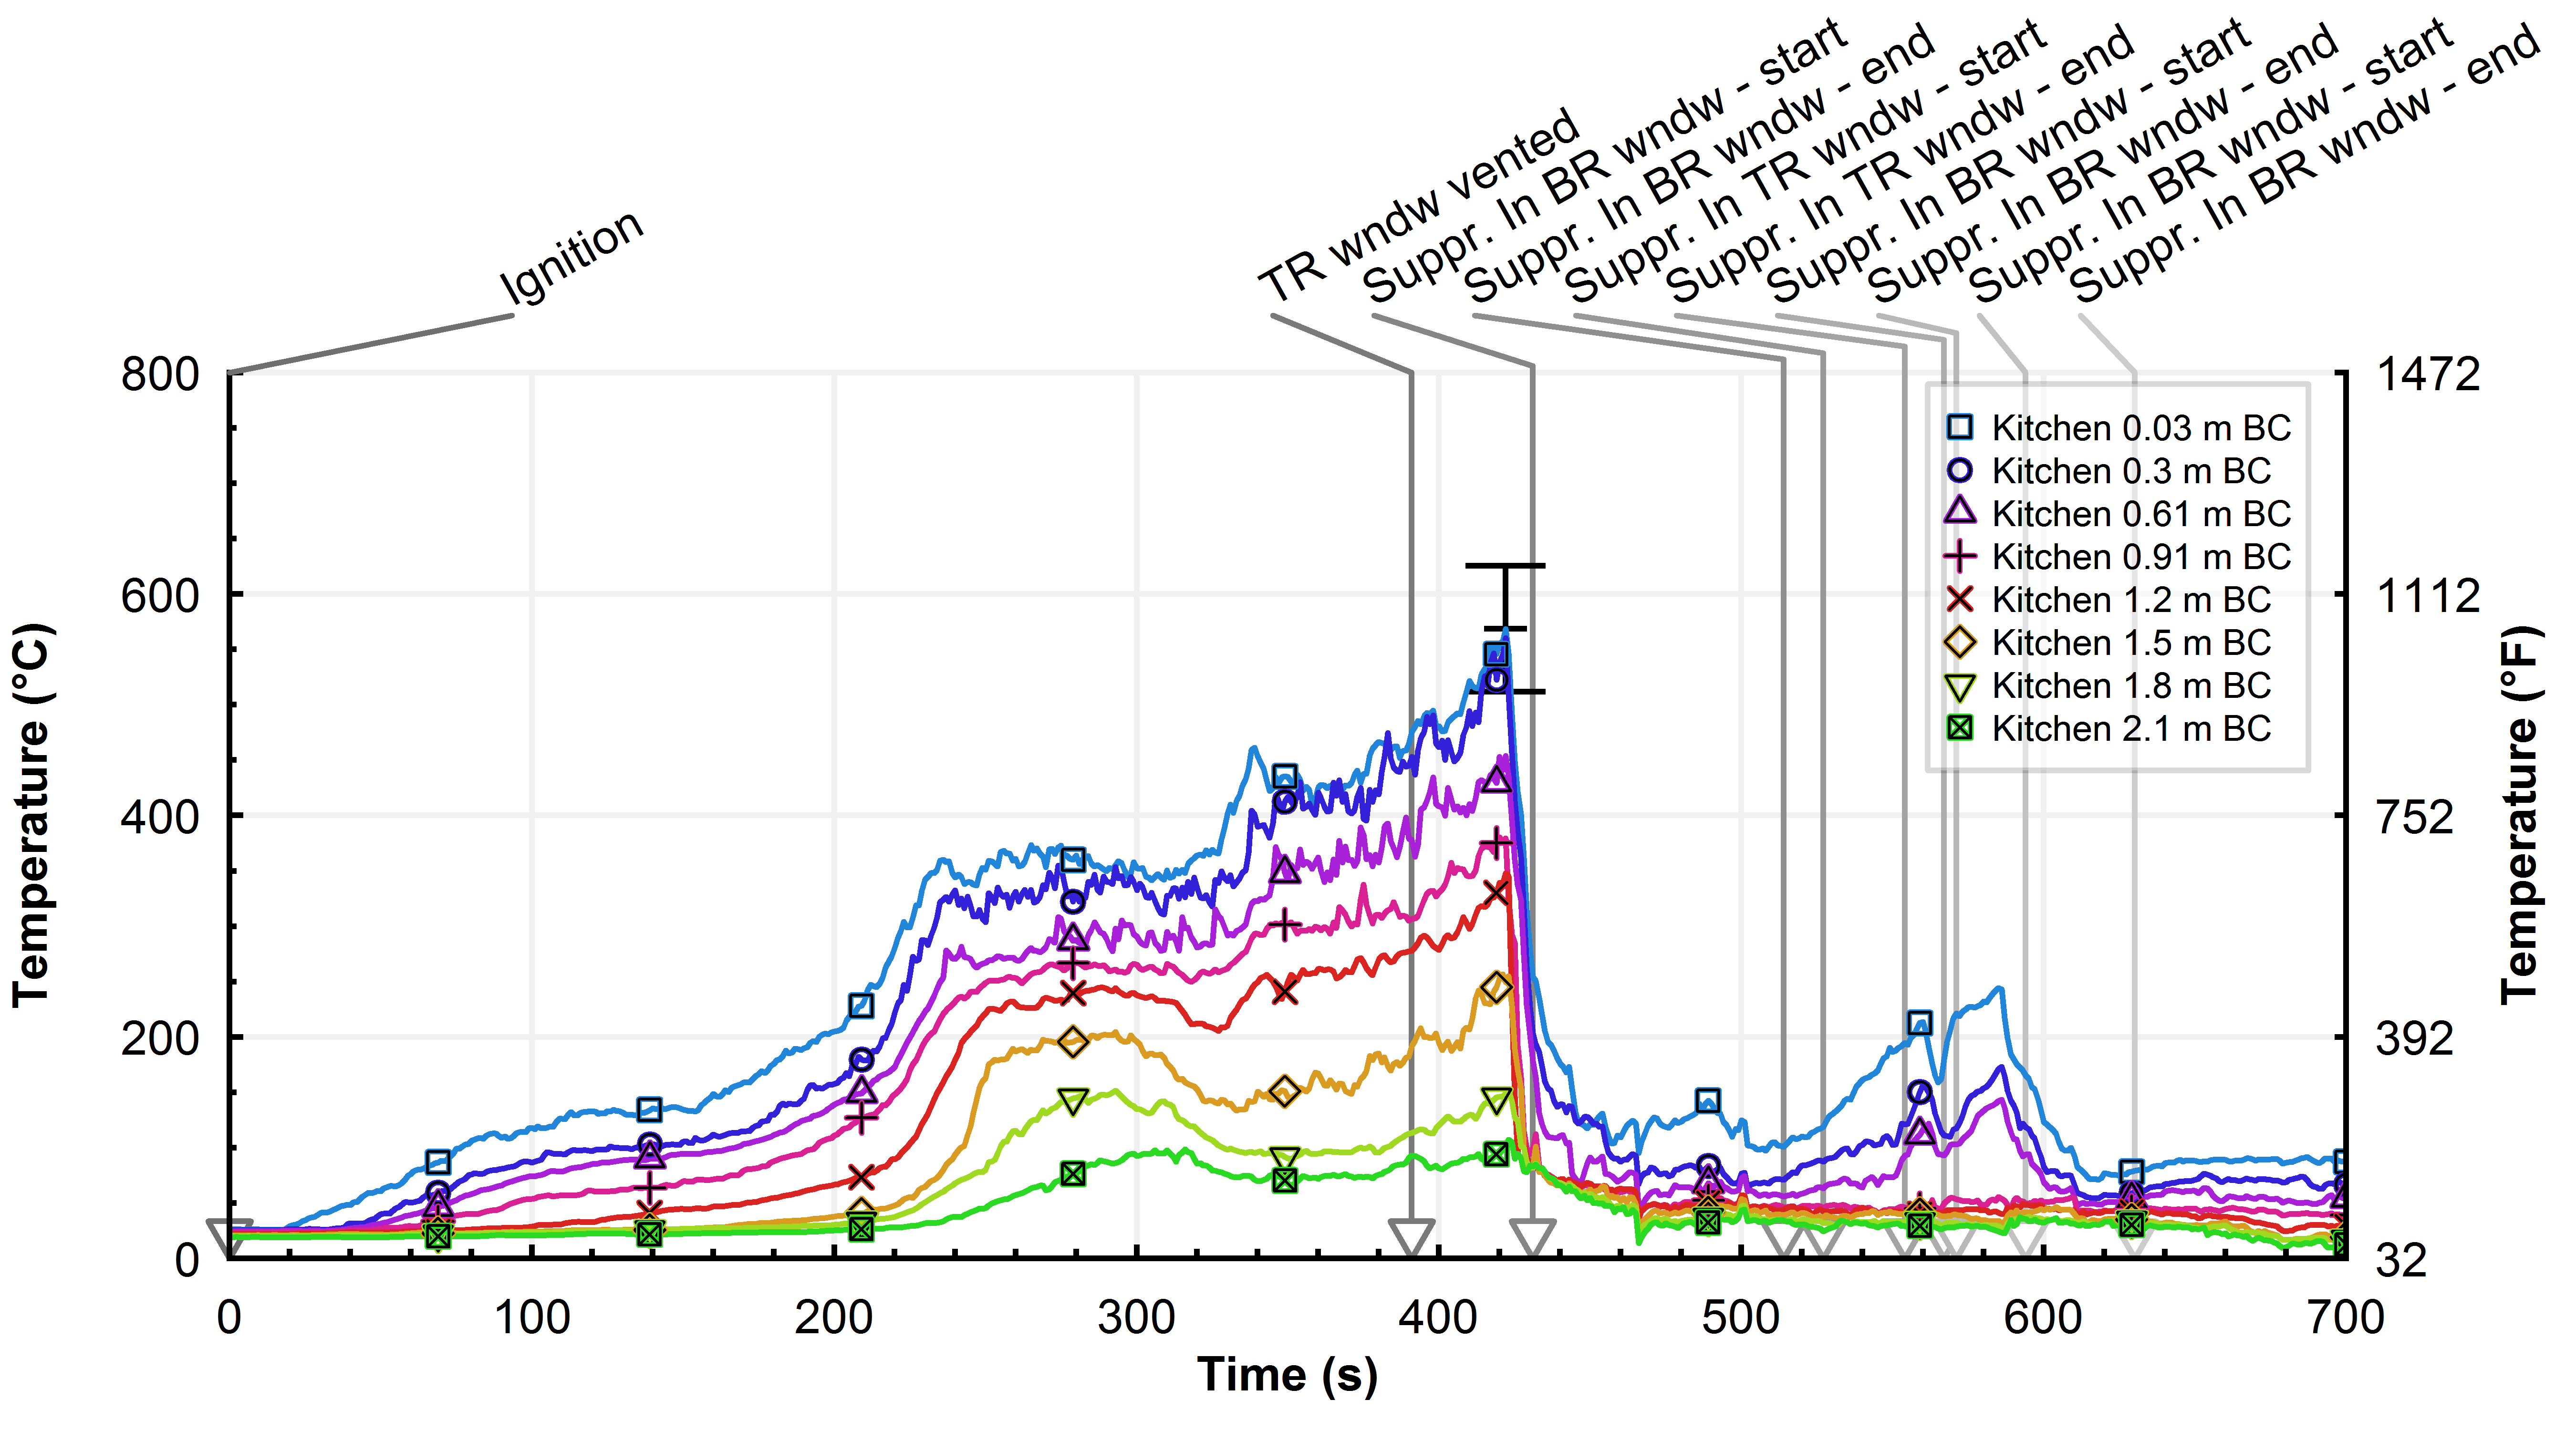 Ignition
TR wndw vented
Suppr. In BR wndw - start
Suppr. In BR wndw - end
Suppr. In TR wndw - start
Suppr. In TR wndw - end
Suppr. In BR wndw - start
Suppr. In BR wndw - end
Suppr. In BR wndw - start
Suppr. In BR wndw - end
800
600
400
200
0
Temperature (°C)
1472
1112
752
392
32
Temperature (°F)
Kitchen 0.03 m BC
Kitchen 0.3 m BC
Kitchen 0.61 m BC
Kitchen 0.91 m BC
Kitchen 1.2 m BC
Kitchen 1.5 m BC
Kitchen 1.8 m BC
Kitchen 2.1 m BC
0 100 200 300 400 500 600 700
Time (s)